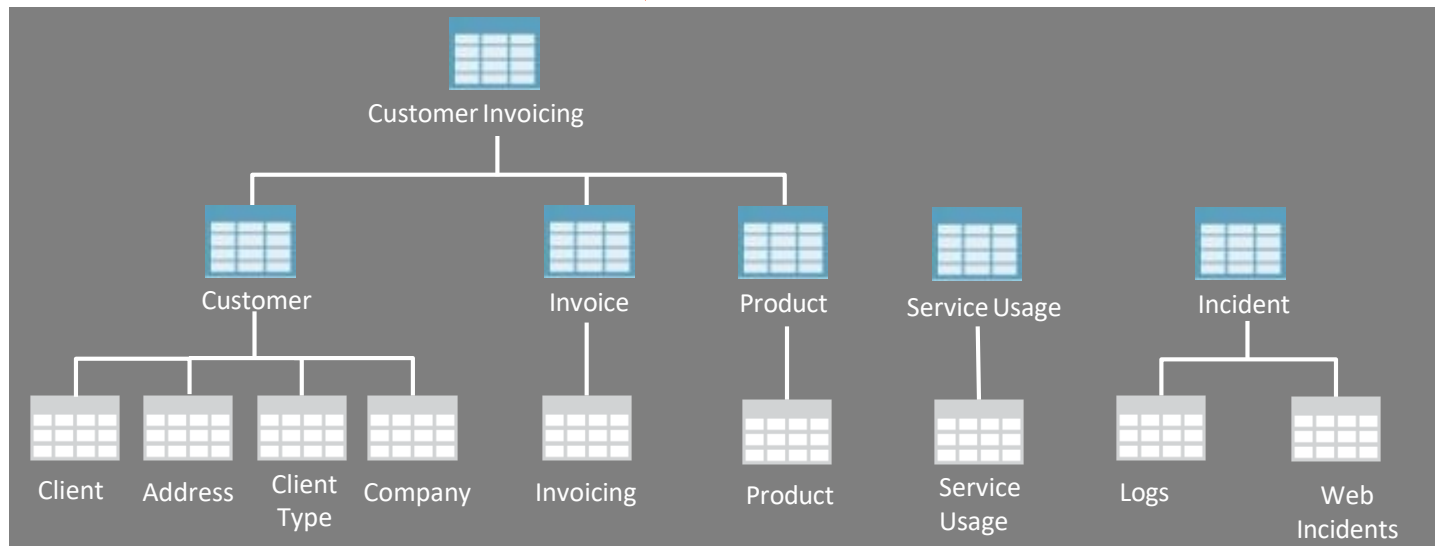 Customer Invoicing
Customer
Invoice
Product
Service Usage
Incident
Client
Address
Client
Type
Company
Invoicing
Product
Service
Usage
Logs
Web
Incidents